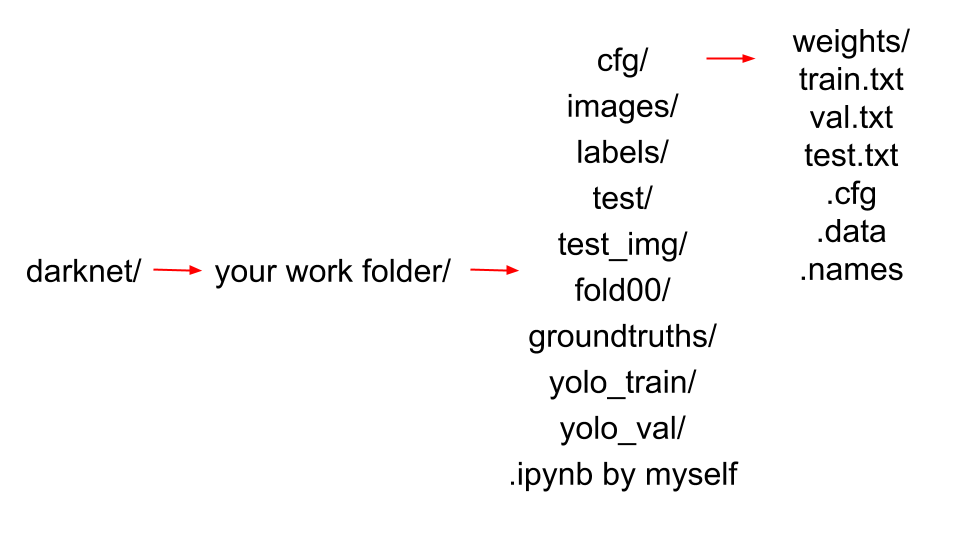 darknet/
your work folder/
cfg/
images/
labels/
test/
test_img/
fold00/
groundtruths/
yolo_train/
yolo_val/
.ipynb by myself
weights/
train.txt
val.txt
test.txt
.cfg
.data
.names